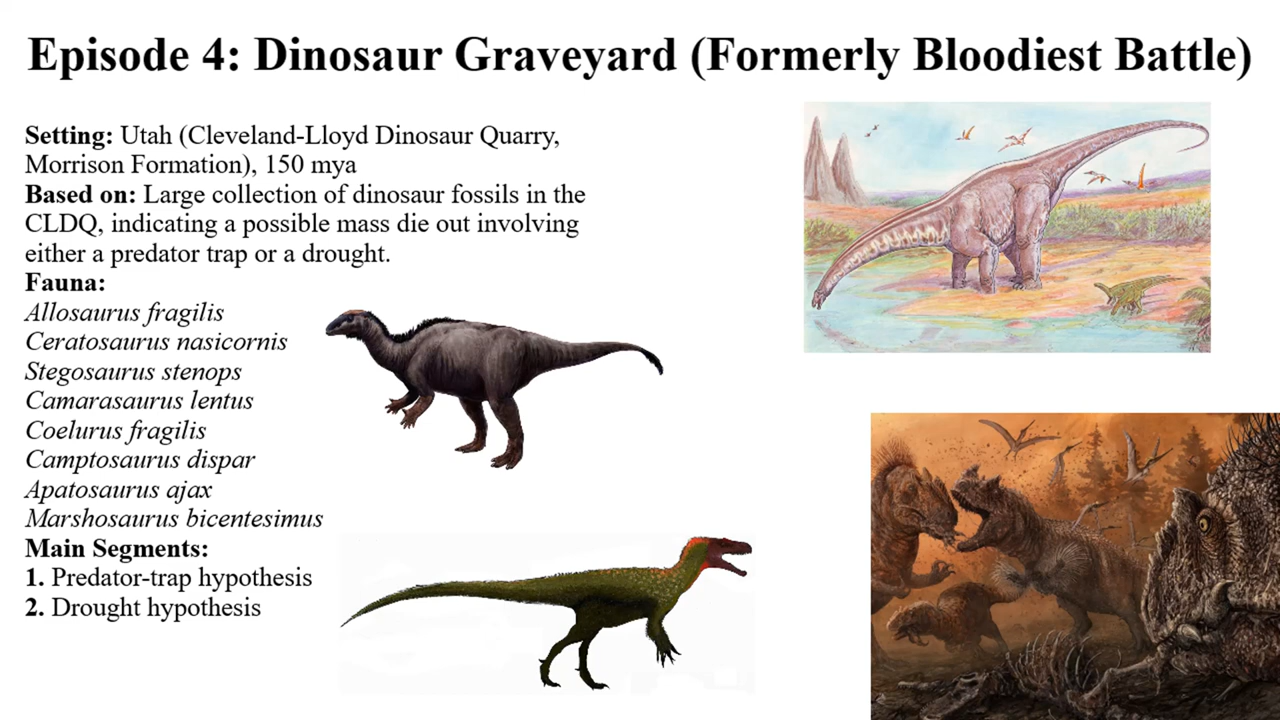 Episode 4: Dinosaur Graveyard (Formerly Bloodiest Battle)
Setting: Utah (Cleveland-Lloyd Dinosaur Quarry,
Morrison Formation), 150 mya
Based on: Large collection of dinosaur fossils in the
CLDQ, indicating a possible mass die out involving
either a predator trap or a drought.
Fauna:
Allosaurus fragilis
Ceratosaurus nasicornis
Stegosaurus stenops
Camarasaurus lentus
Coelurus fragilis
Camptosaurus dispar
Apatosaurus ajax
Marshosaurus bicentesimus
Main Segments:
1. Predator-trap hypothesis
2. Drought hypothesis